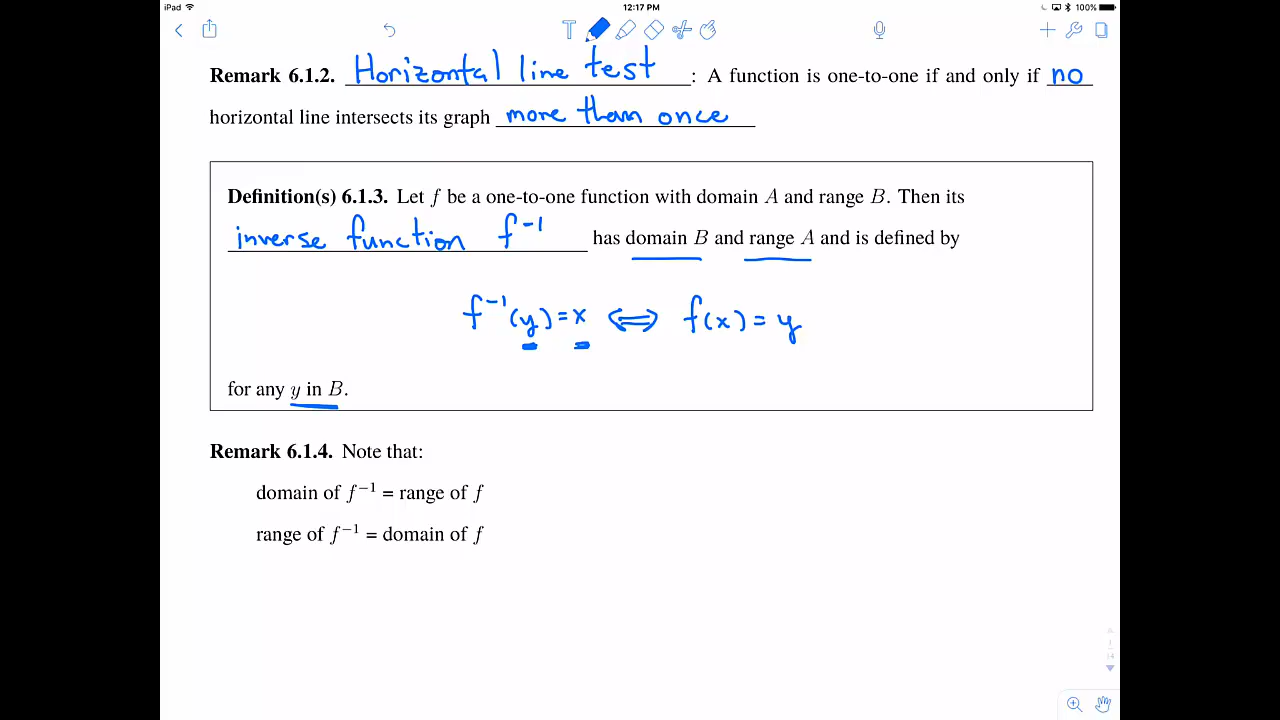 iPad 12:17 PM 100%
T
Remark 6.1.2. Horizontal line test : A function is one-to-one if and only if no
horizontal line intersects its graph more than once
Definition(s) 6.1.3. Let f be a one-to-one function with domain A and range B. Then its
inverse function f⁻¹ has domain B and range A and is defined by
f⁻¹(y) = x ⟺ f(x) = y
for any y in B.
Remark 6.1.4. Note that:
domain of f⁻¹ = range of f
range of f⁻¹ = domain of f